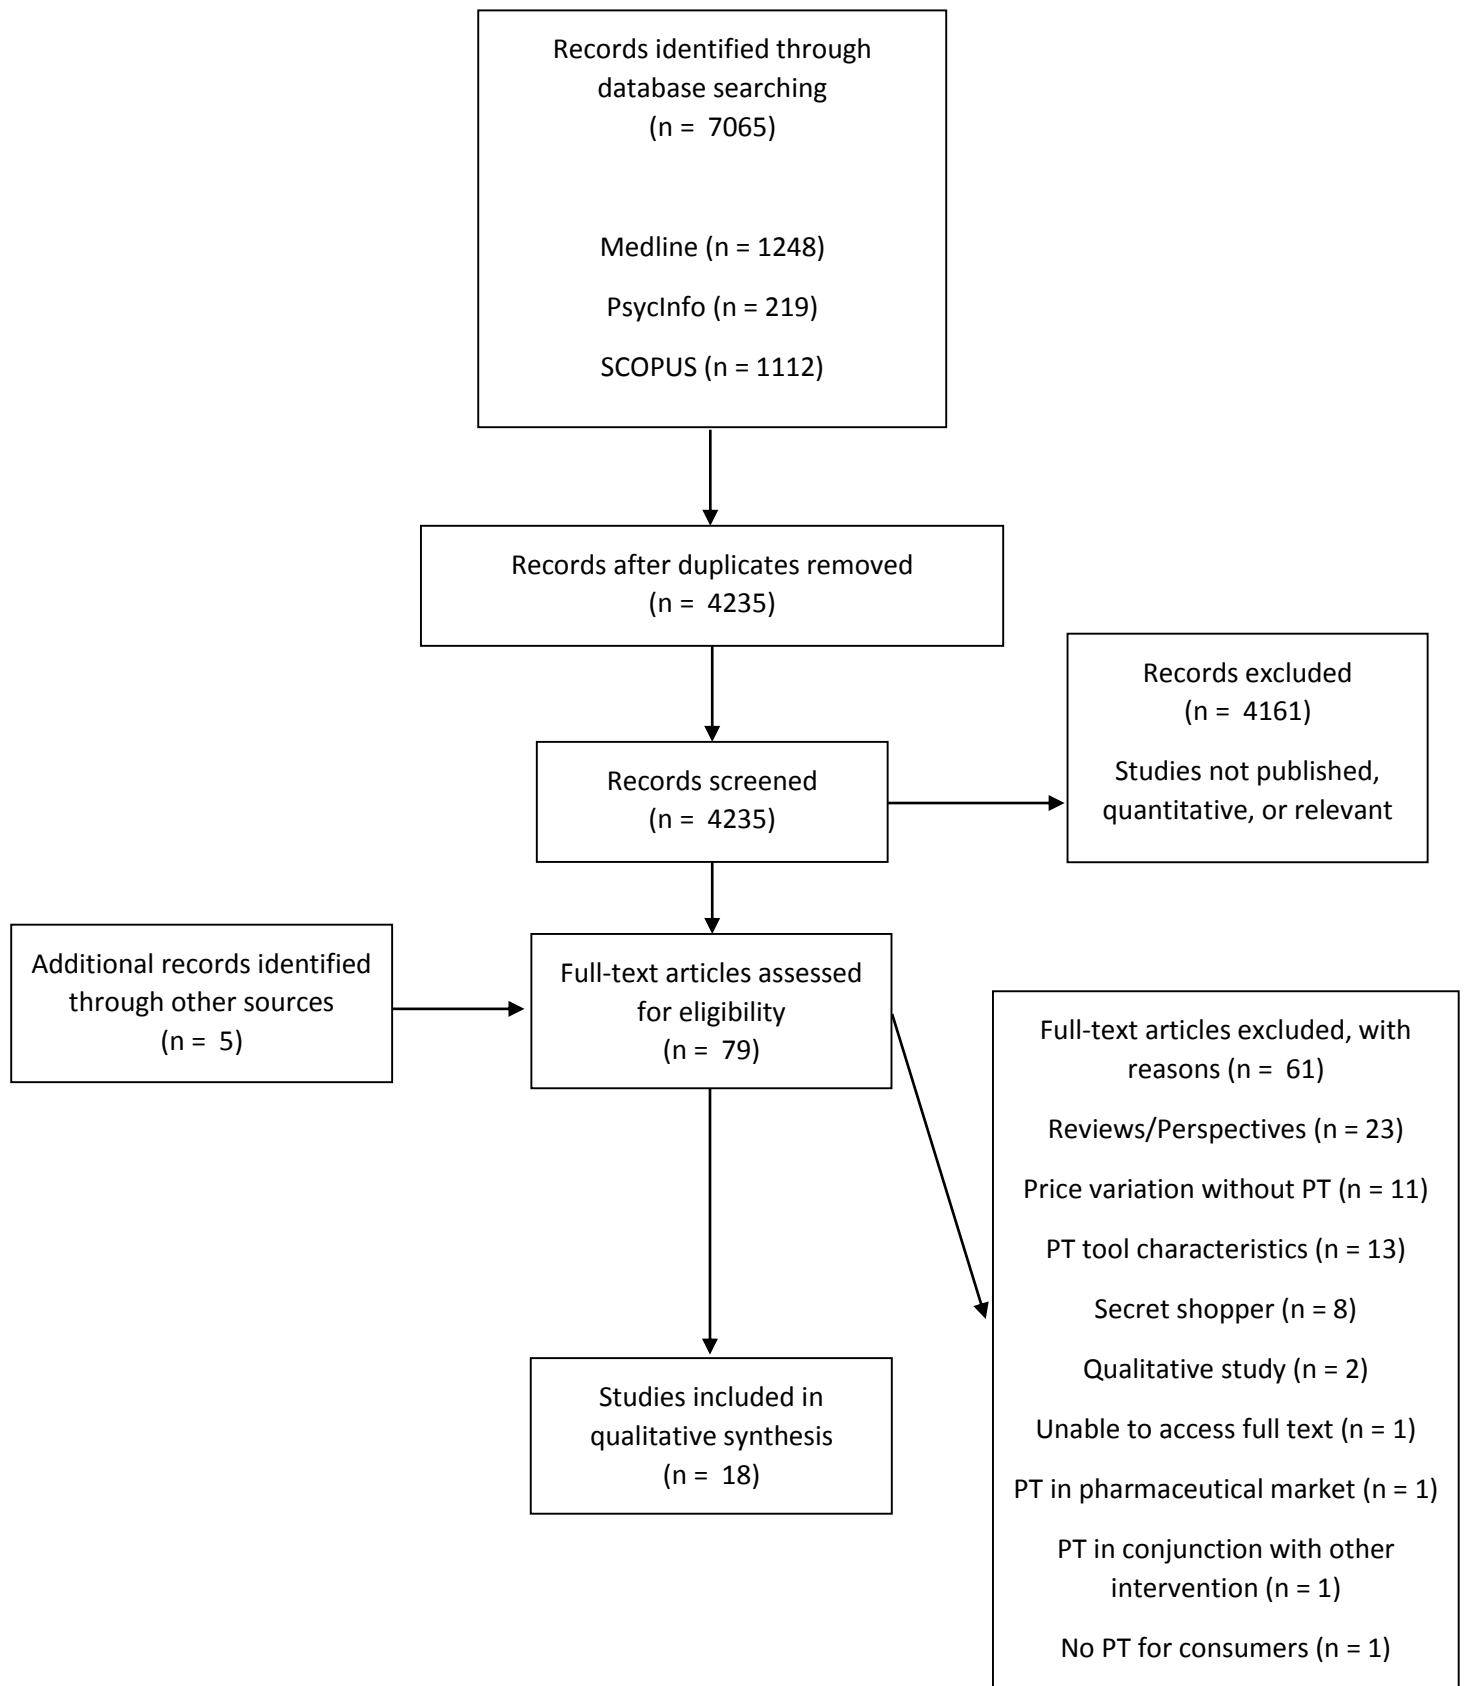 Records identified through
database searching
(n =  7065)
Medline (n = 1248)
PsycInfo (n = 219)
SCOPUS (n = 1112)
Records after duplicates removed
(n =  4235)
Records screened
(n =  4235)
Records excluded
(n =  4161)
Studies not published,
quantitative, or relevant
Additional records identified
through other sources
(n =  5)
Full-text articles assessed
for eligibility
(n =  79)
Full-text articles excluded, with
reasons (n =  61)
Reviews/Perspectives (n = 23)
Price variation without PT (n = 11)
PT tool characteristics (n = 13)
Secret shopper (n = 8)
Qualitative study (n = 2)
Unable to access full text (n = 1)
PT in pharmaceutical market (n = 1)
PT in conjunction with other
intervention (n = 1)
No PT for consumers (n = 1)
Studies included in
qualitative synthesis
(n =  18)